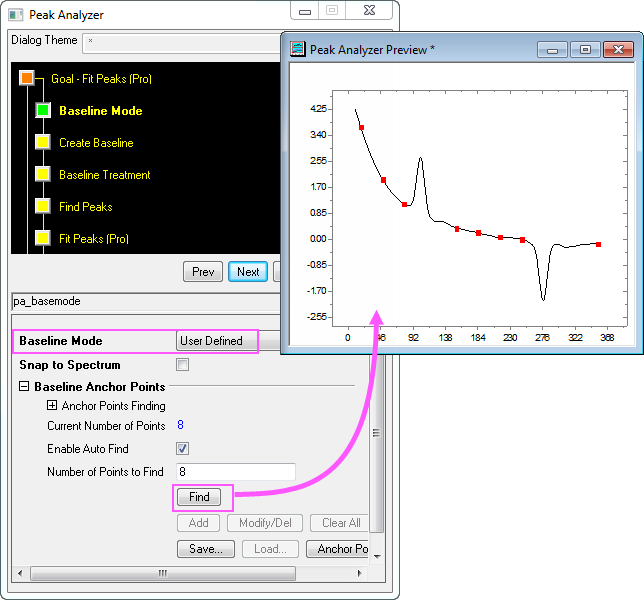 Peak Analyzer
Dialog Theme *
Goal - Fit Peaks (Pro)
Baseline Mode
Create Baseline
Baseline Treatment
Find Peaks
Fit Peaks (Pro)
Prev Next
pa_basemode
Baseline Mode User Defined
Snap to Spectrum
Baseline Anchor Points
Anchor Points Finding
Current Number of Points 8
Enable Auto Find
Number of Points to Find 8
Find
Add Modify/Del Clear All
Save... Load... Anchor Po
Peak Analyzer Preview *
4.25
3.40
2.55
1.70
0.85
0.00
-0.85
-1.70
-2.55
0 46 92 138 184 230 276 322 368